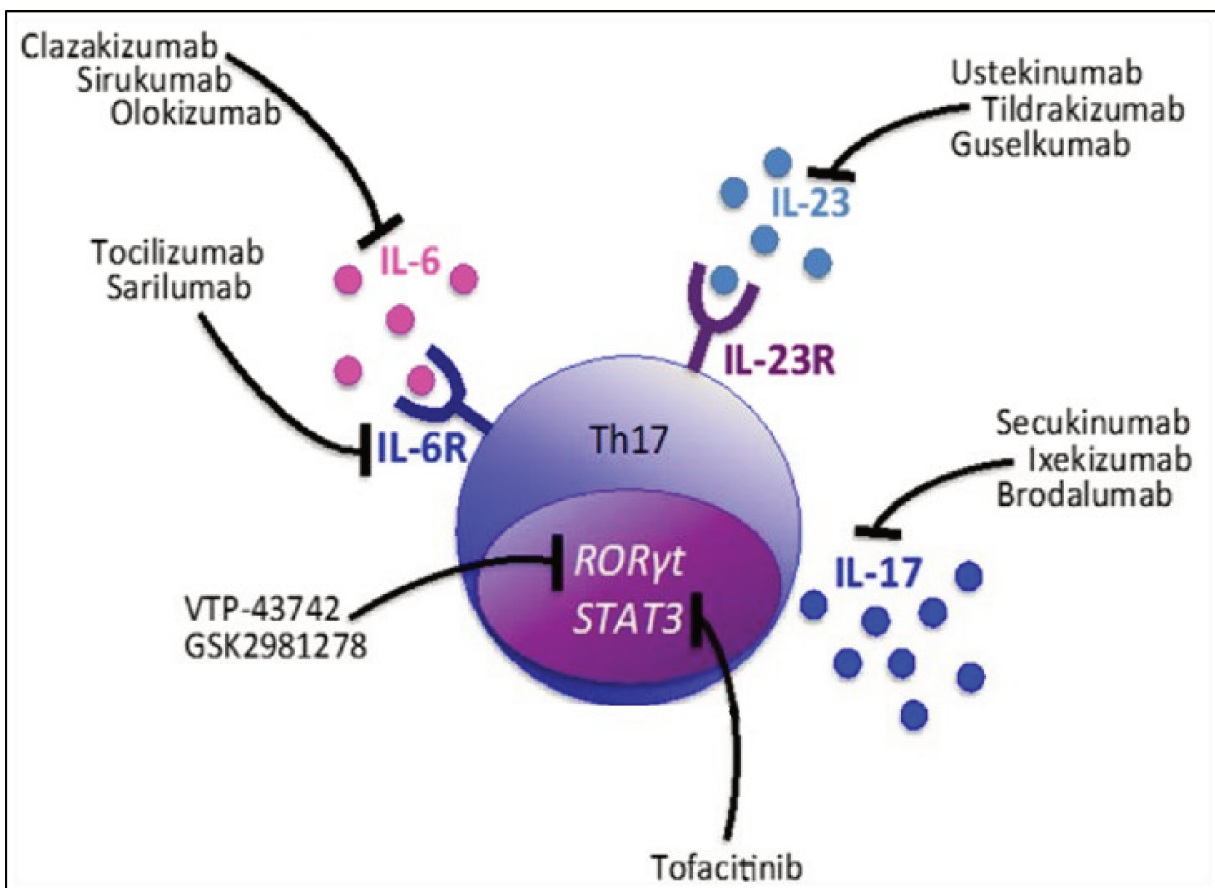 Clazakizumab
Sirukumab
Olokizumab
Ustekinumab
Tildrakizumab
Guselkumab
IL-23
Tocilizumab
Sarilumab
IL-6
IL-23R
IL-6R
Th17
Secukinumab
Ixekizumab
Brodalumab
RORγt
STAT3
IL-17
VTP-43742
GSK2981278
Tofacitinib